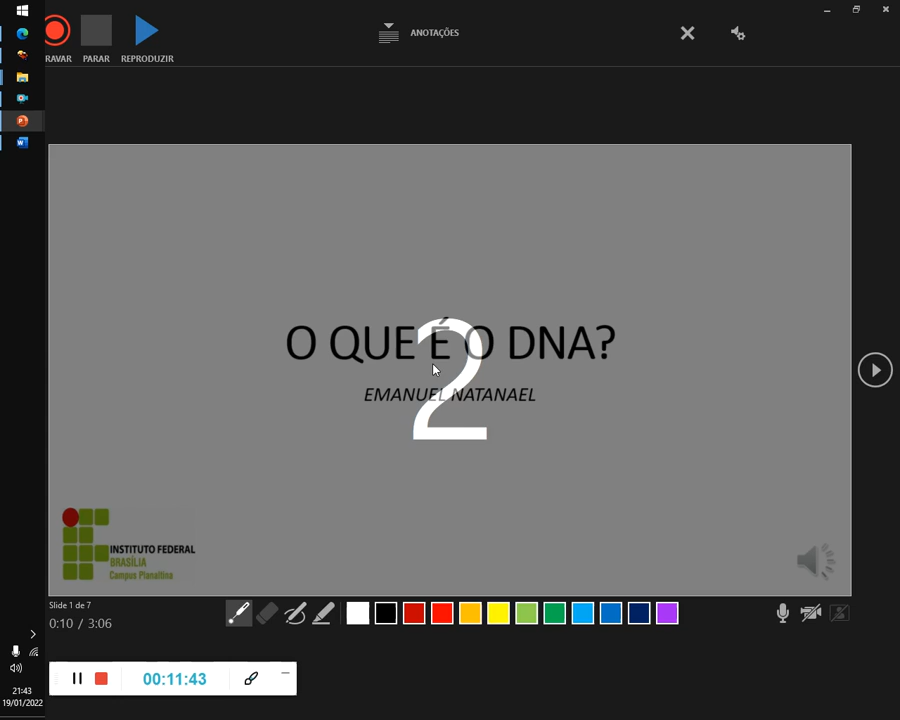 RAVAR PARAR REPRODUZIR
ANOTAÇÕES
O QUE É O DNA?
EMANUEL NATANAEL
2
INSTITUTO FEDERAL
BRASÍLIA
Campus Planaltina
Slide 1 de 7
0:10 / 3:06
00:11:43
21:43
19/01/2022